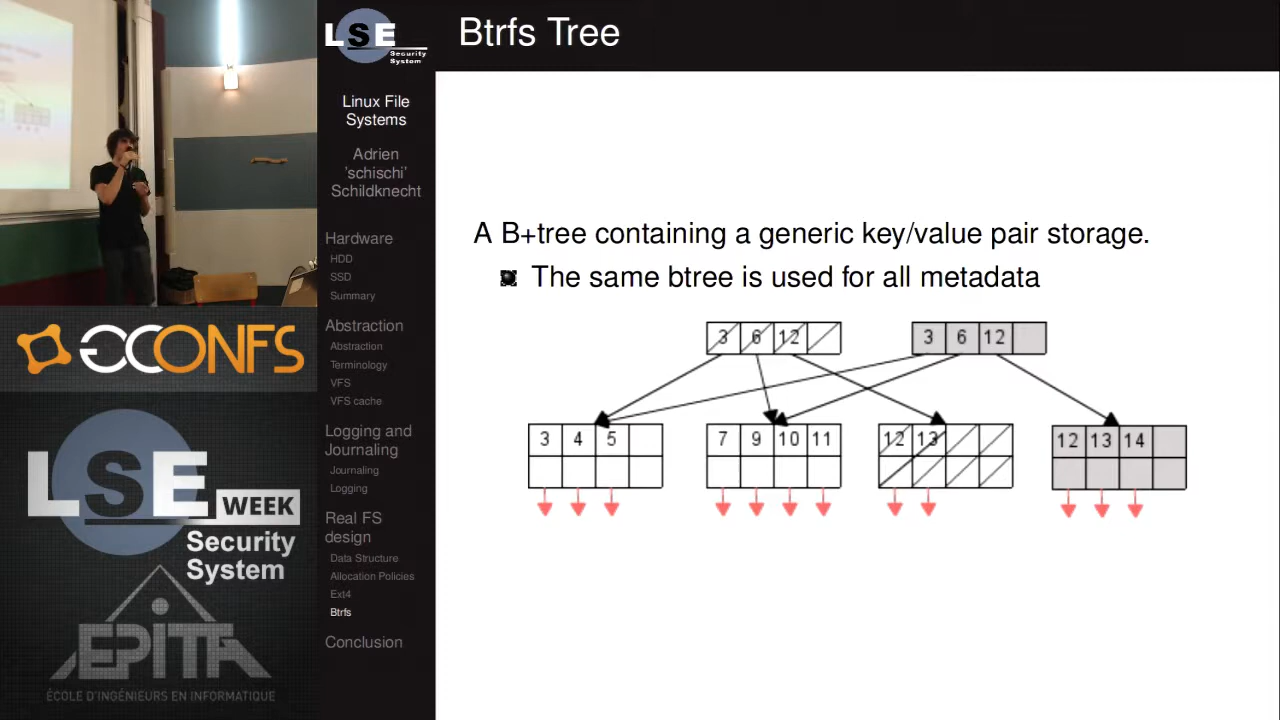 LSE
Security
System
Btrfs Tree
Linux File
Systems
Adrien
'schischi'
Schildknecht
Hardware
HDD
SSD
Summary
Abstraction
Abstraction
Terminology
VFS
VFS cache
Logging and
Journaling
Journaling
Logging
Real FS
design
Data Structure
Allocation Policies
Ext4
Btrfs
Conclusion
A B+tree containing a generic key/value pair storage.
The same btree is used for all metadata
3 6 12
3 6 12
3 4 5
7 9 10 11
12 13
12 13 14
GCONFS
LSE
WEEK
Security
System
EPITA
ÉCOLE D'INGÉNIEURS EN INFORMATIQUE